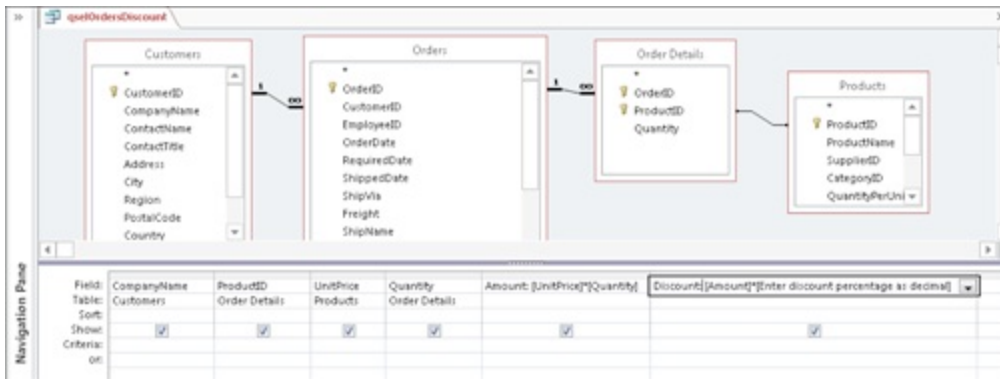 »
qselOrdersDiscount
Customers
*
CustomerID
CompanyName
ContactName
ContactTitle
Address
City
Region
PostalCode
Country
Orders
*
OrderID
CustomerID
EmployeeID
OrderDate
RequiredDate
ShippedDate
ShipVia
Freight
ShipName
1
∞
Order Details
*
OrderID
ProductID
Quantity
1
∞
Products
*
ProductID
ProductName
SupplierID
CategoryID
QuantityPerUni
Navigation Pane
Field: CompanyName ProductID UnitPrice Quantity Amount: [UnitPrice]*[Quantity] Discount: [Amount]*[Enter discount percentage as decimal]
Table: Customers Order Details Products Order Details
Sort:
Show:
Criteria:
or: